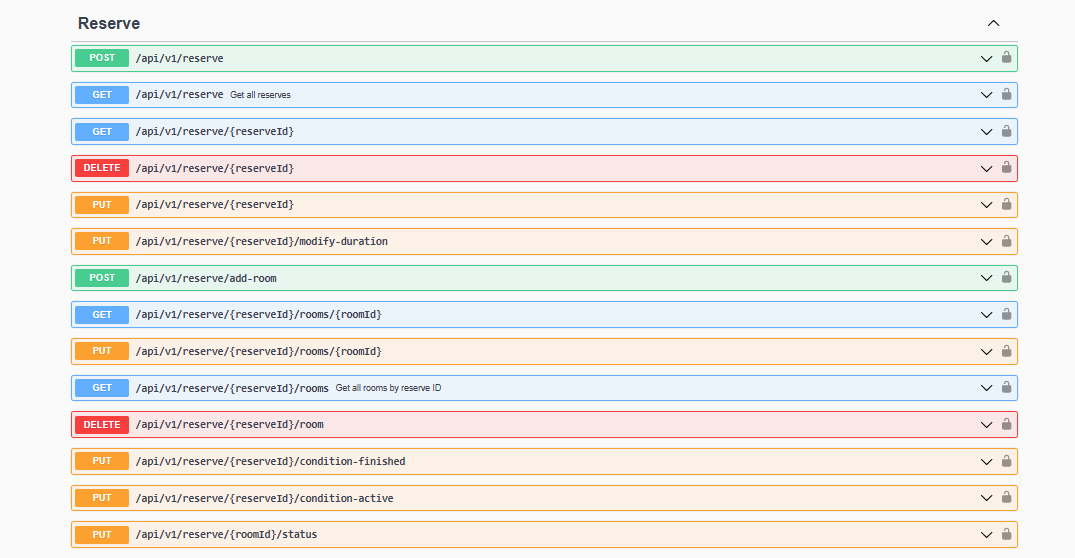 Reserve
POST /api/v1/reserve
GET /api/v1/reserve Get all reserves
GET /api/v1/reserve/{reserveId}
DELETE /api/v1/reserve/{reserveId}
PUT /api/v1/reserve/{reserveId}
PUT /api/v1/reserve/{reserveId}/modify-duration
POST /api/v1/reserve/add-room
GET /api/v1/reserve/{reserveId}/rooms/{roomId}
PUT /api/v1/reserve/{reserveId}/rooms/{roomId}
GET /api/v1/reserve/{reserveId}/rooms Get all rooms by reserve ID
DELETE /api/v1/reserve/{reserveId}/room
PUT /api/v1/reserve/{reserveId}/condition-finished
PUT /api/v1/reserve/{reserveId}/condition-active
PUT /api/v1/reserve/{roomId}/status